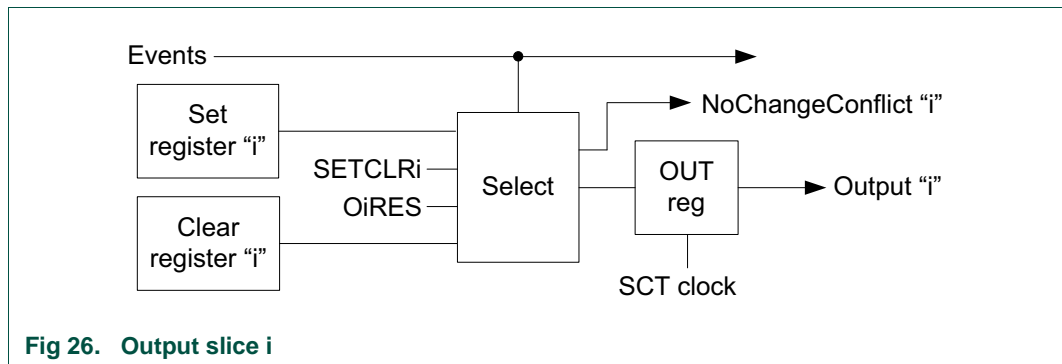 Events
Set
register “i”
NoChangeConflict “i”
SETCLRi
Select
OUT
reg
Output “i”
OiRES
Clear
register “i”
SCT clock
Fig 26. Output slice i